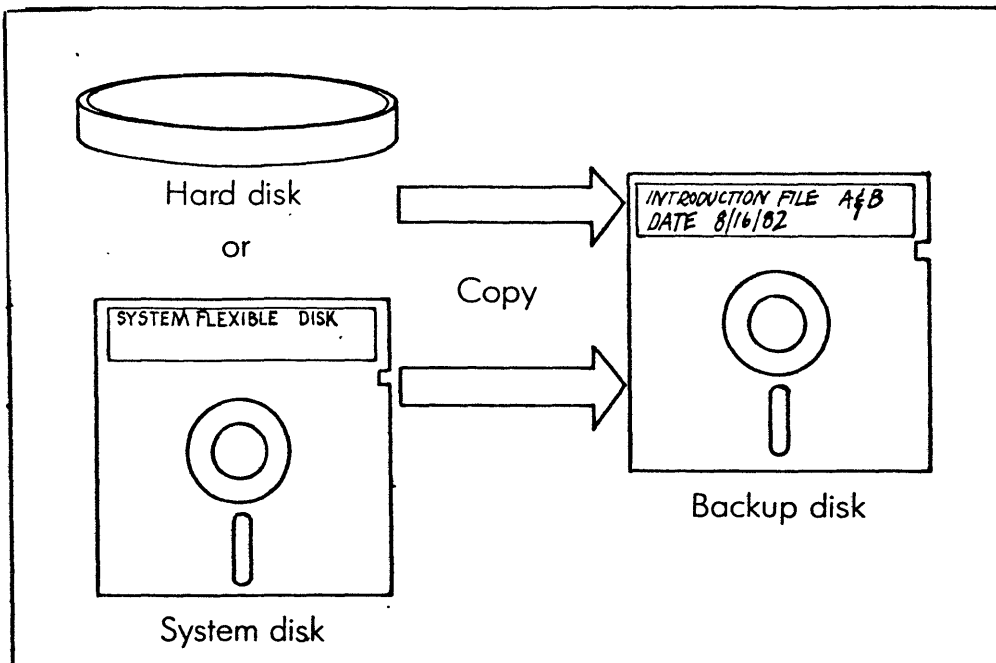 Hard disk
or
SYSTEM FLEXIBLE DISK
System disk
Copy
INTRODUCTION FILE A&B
DATE 8/16/82
Backup disk